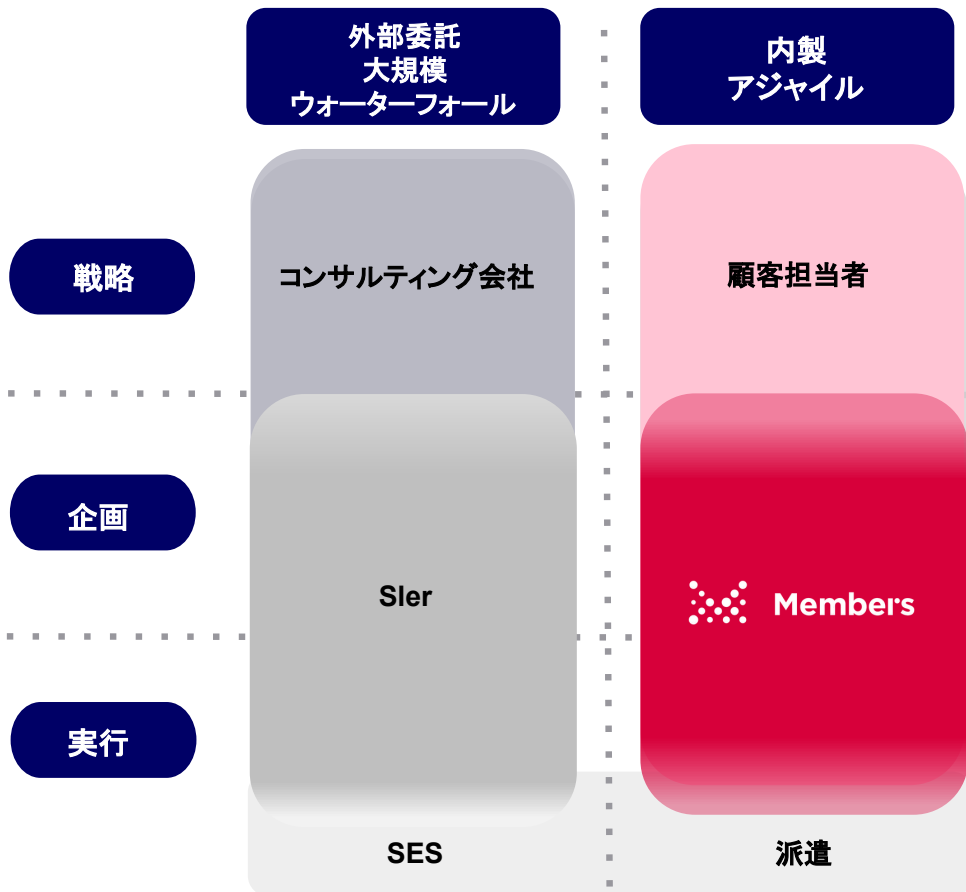 外部委託
大規模
ウォーターフォール
内製
アジャイル
戦略
コンサルティング会社
顧客担当者
企画
SIer
Members
実行
SES
派遣